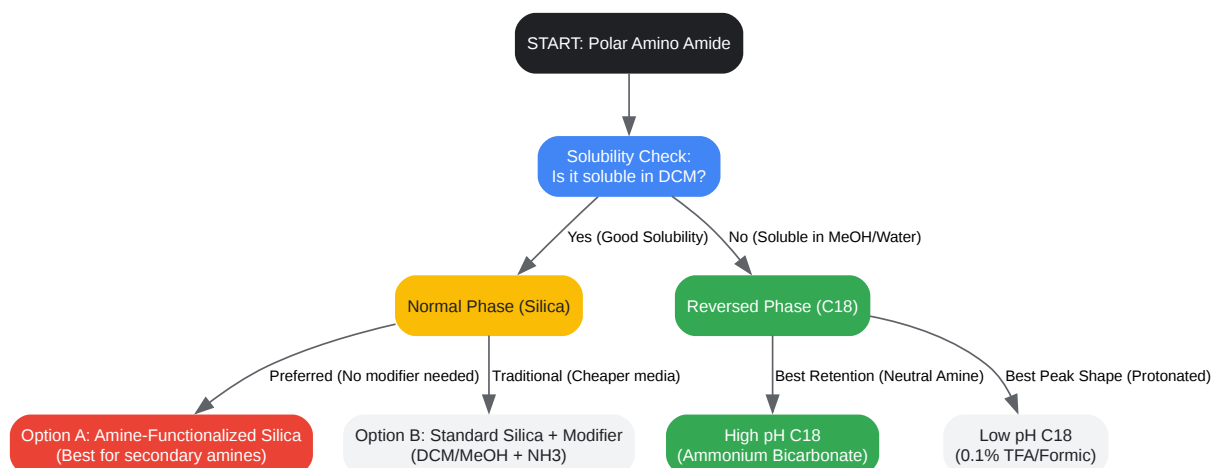 START: Polar Amino Amide
Solubility Check:
Is it soluble in DCM?
Yes (Good Solubility)
No (Soluble in MeOH/Water)
Normal Phase (Silica)
Reversed Phase (C18)
Preferred (No modifier needed)
Traditional (Cheaper media)
Best Retention (Neutral Amine)
Best Peak Shape (Protonated)
Option A: Amine-Functionalized Silica
(Best for secondary amines)
Option B: Standard Silica + Modifier
(DCM/MeOH + NH3)
High pH C18
(Ammonium Bicarbonate)
Low pH C18
(0.1% TFA/Formic)